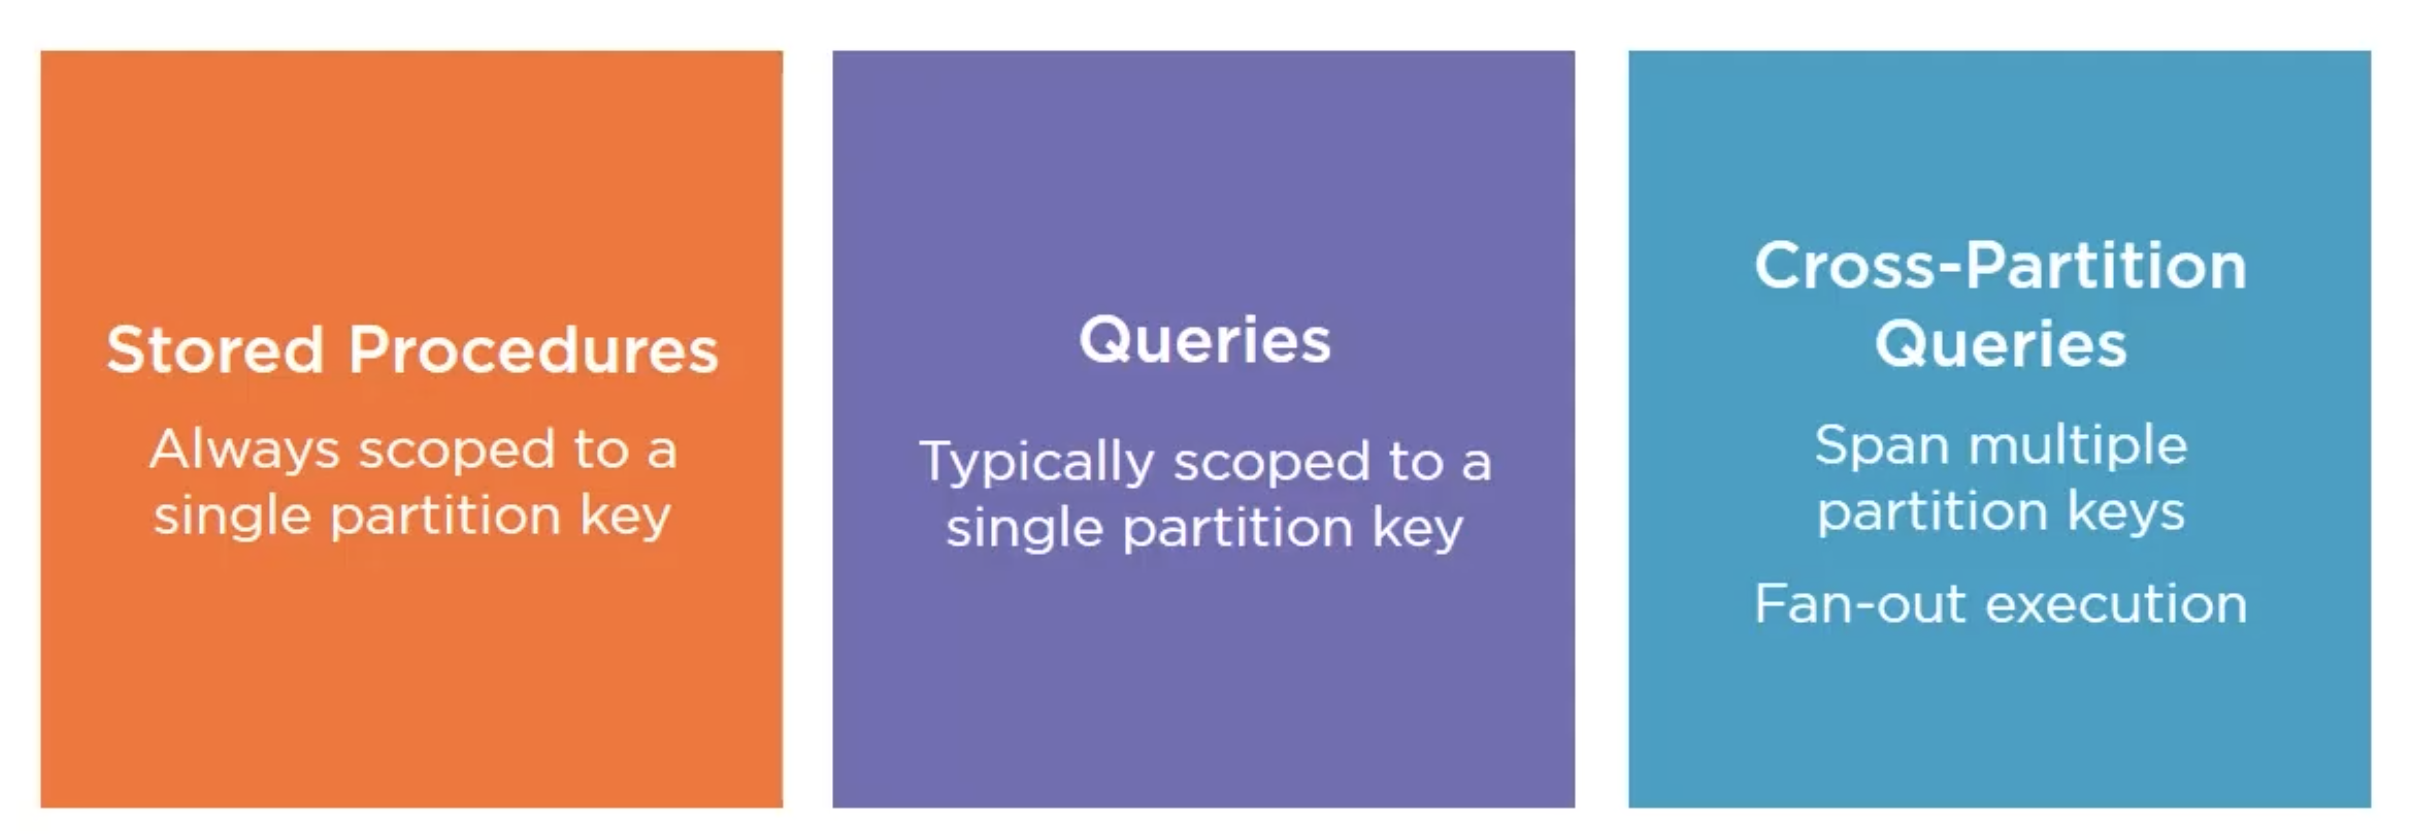 Stored Procedures
Always scoped to a
single partition key
Queries
Typically scoped to a
single partition key
Cross-Partition
Queries
Span multiple
partition keys
Fan-out execution